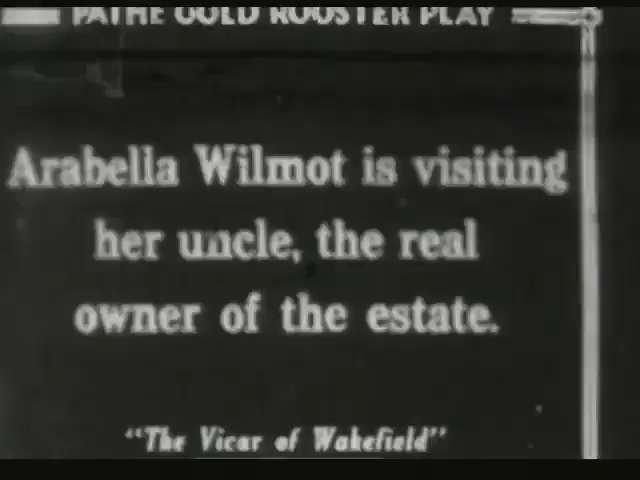 PATHE GOLD ROOSTER PLAY
Arabella Wilmot is visiting
her uncle, the real
owner of the estate.
"The Vicar of Wakefield"